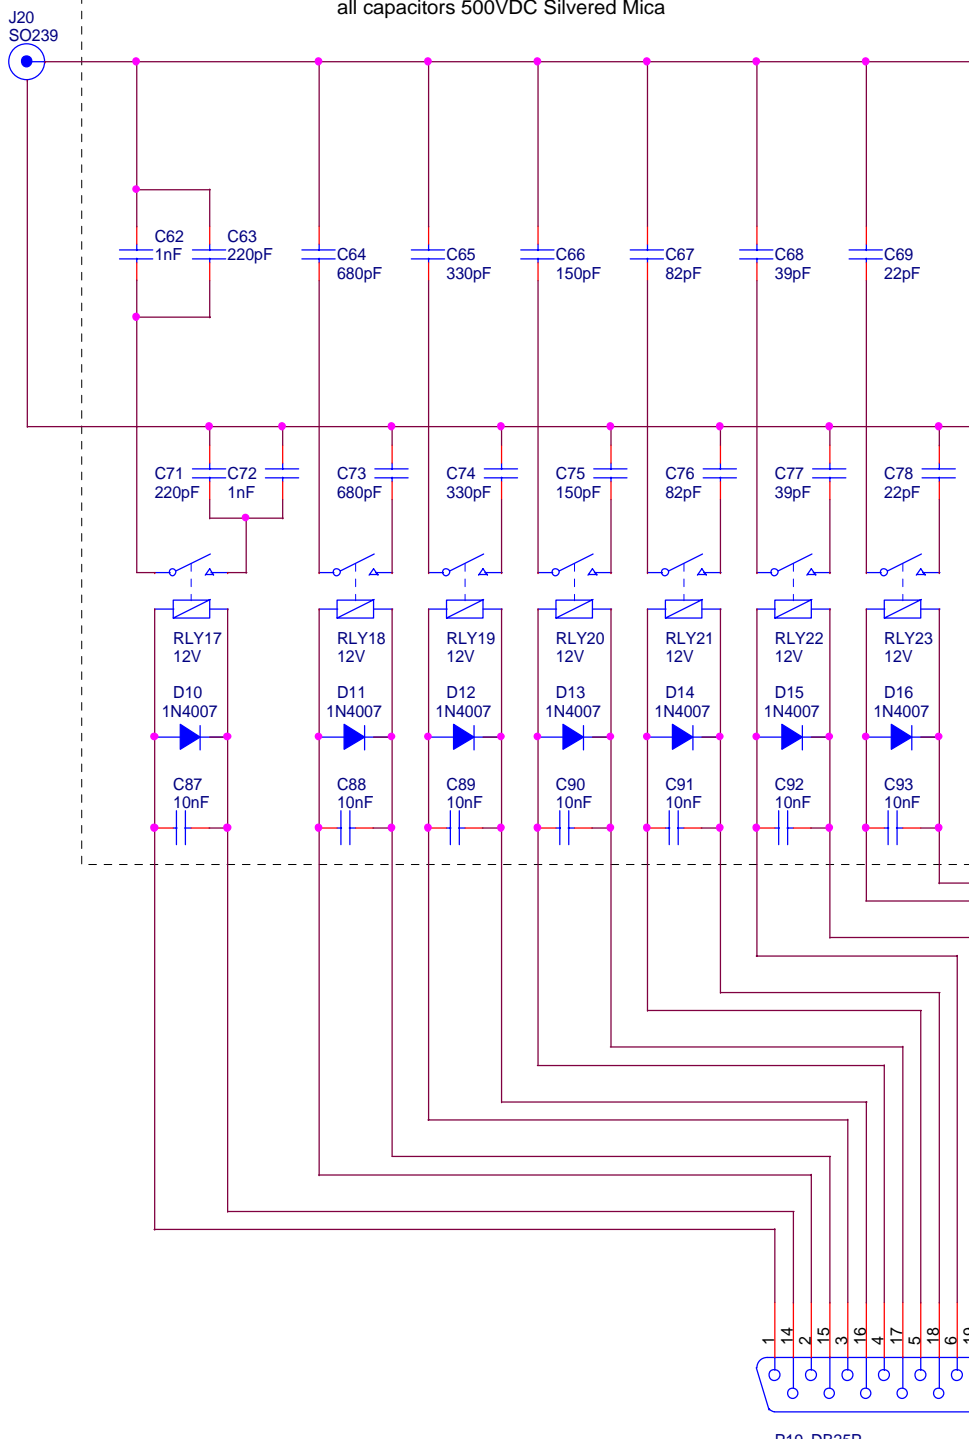 all capacitors 500VDC Silvered Mica
J20
SO239
C62
1nF
C63
220pF
C64
680pF
C65
330pF
C66
150pF
C67
82pF
C68
39pF
C69
22pF
C71
220pF
C72
1nF
C73
680pF
C74
330pF
C75
150pF
C76
82pF
C77
39pF
C78
22pF
RLY17
12V
RLY18
12V
RLY19
12V
RLY20
12V
RLY21
12V
RLY22
12V
RLY23
12V
D10
1N4007
D11
1N4007
D12
1N4007
D13
1N4007
D14
1N4007
D15
1N4007
D16
1N4007
C87
10nF
C88
10nF
C89
10nF
C90
10nF
C91
10nF
C92
10nF
C93
10nF
1
14
2
15
3
16
4
17
5
18
6
19